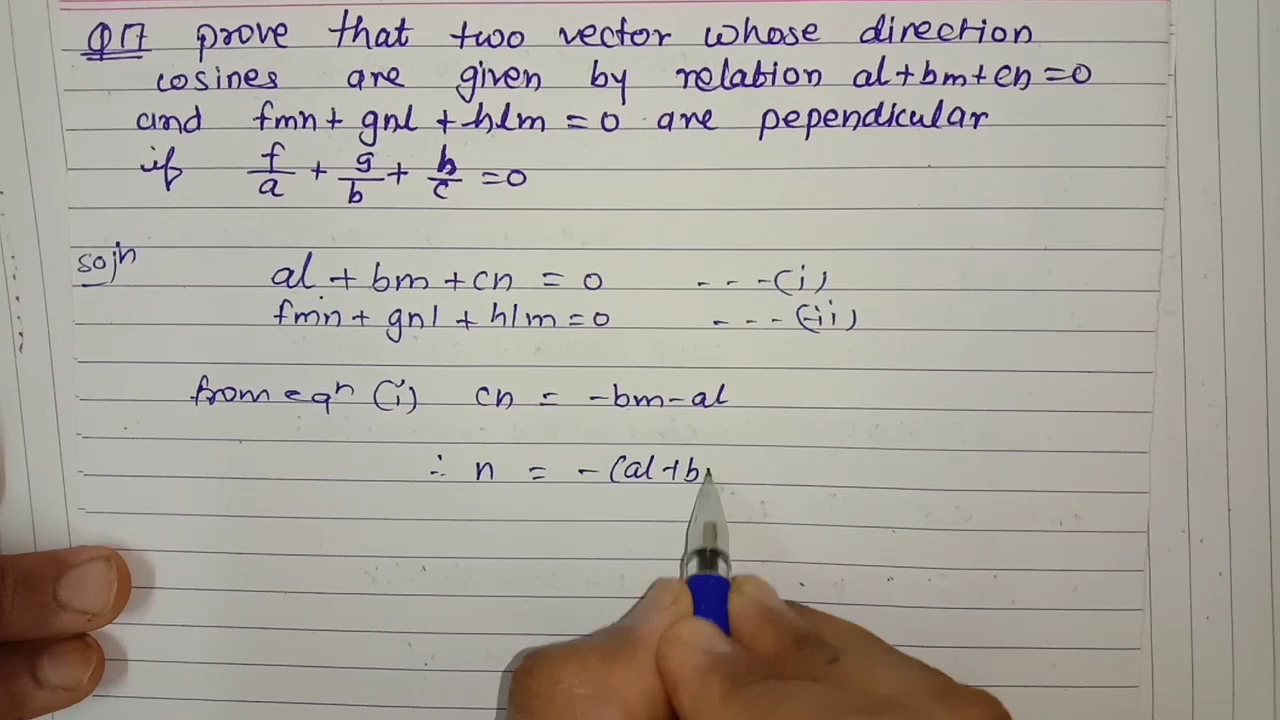 Q17 prove that two vector whose direction
cosines are given by relation al+bm+cn=0
and fmn+gnl+hlm=0 are pependicular
if f/a + g/b + h/c =0
soln
al+bm+cn = 0 ---(i)
fmn+gnl+hlm=0 ---(ii)
from eqn (i) cn = -bm-al
∴ n = -(al+b